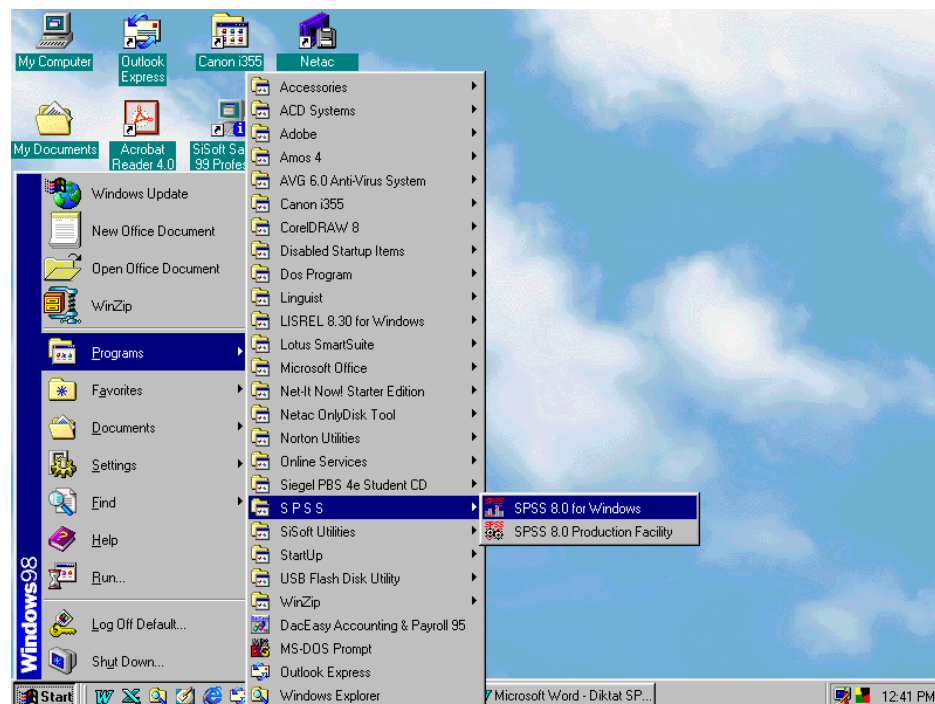 My Computer
Outlook
Express
Canon i355
Netac
My Documents
Acrobat
Reader 4.0
SiSoft Sa
99 Profes
Windows Update
New Office Document
Open Office Document
WinZip
Programs
Favorites
Documents
Settings
Find
Help
Run...
Log Off Default...
Shut Down...
Windows98
Accessories
ACD Systems
Adobe
Amos 4
AVG 6.0 Anti-Virus System
Canon i355
CorelDRAW 8
Disabled Startup Items
Dos Program
Linguist
LISREL 8.30 for Windows
Lotus SmartSuite
Microsoft Office
Net-It Now! Starter Edition
Netac OnlyDisk Tool
Norton Utilities
Online Services
Siegel PBS 4e Student CD
S P S S
SiSoft Utilities
StartUp
USB Flash Disk Utility
WinZip
DacEasy Accounting & Payroll 95
MS-DOS Prompt
Outlook Express
Windows Explorer
SPSS 8.0 for Windows
SPSS 8.0 Production Facility
Start
Microsoft Word - Diktat SP...
12:41 PM